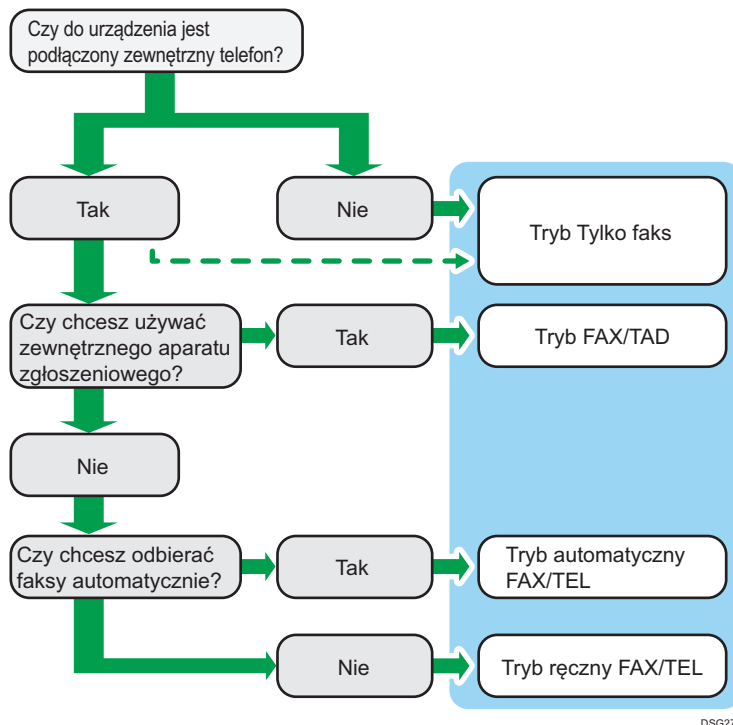 Czy do urządzenia jest
podłączony zewnętrzny telefon?
Tak
Nie
Tryb Tylko faks
Czy chcesz używać
zewnętrznego aparatu
zgłoszeniowego?
Tak
Tryb FAX/TAD
Nie
Czy chcesz odbierać
faksy automatycznie?
Tak
Tryb automatyczny
FAX/TEL
Nie
Tryb ręczny FAX/TEL